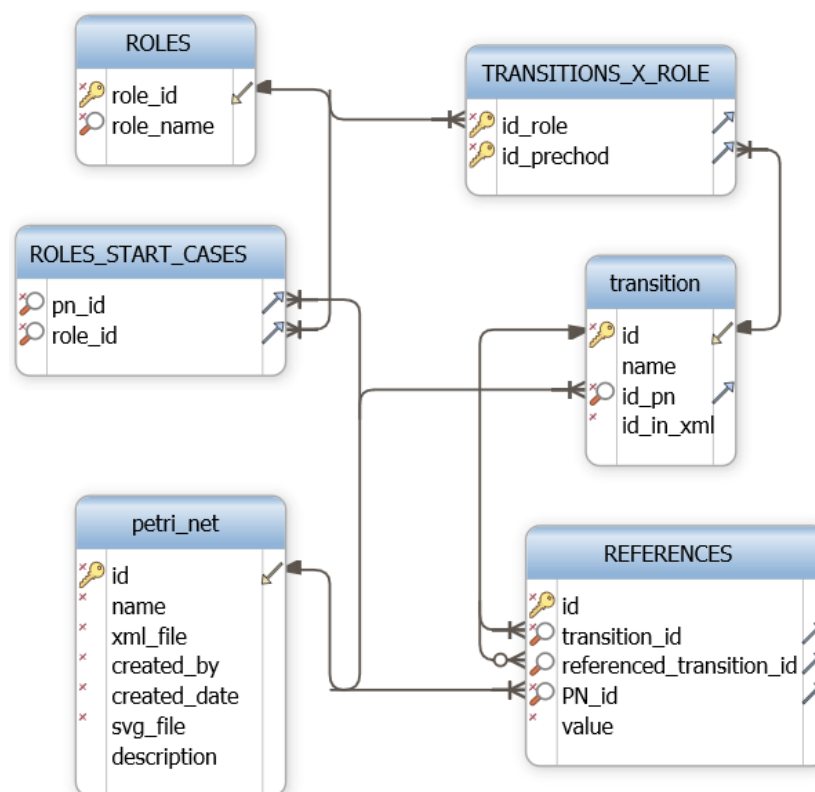 ROLES
role_id
role_name
TRANSITIONS_X_ROLE
id_role
id_prechod
ROLES_START_CASES
pn_id
role_id
transition
id
name
id_pn
id_in_xml
petri_net
id
name
xml_file
created_by
created_date
svg_file
description
REFERENCES
id
transition_id
referenced_transition_id
PN_id
value